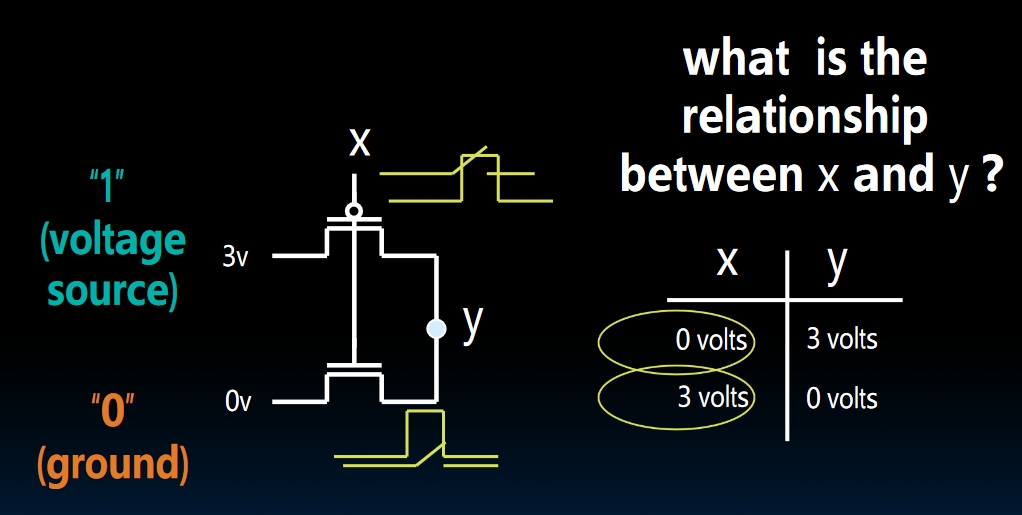 what is the
relationship
between x and y ?
x
"1"
(voltage
source)
3v
y
0v
"0"
(ground)
x y
0 volts 3 volts
3 volts 0 volts